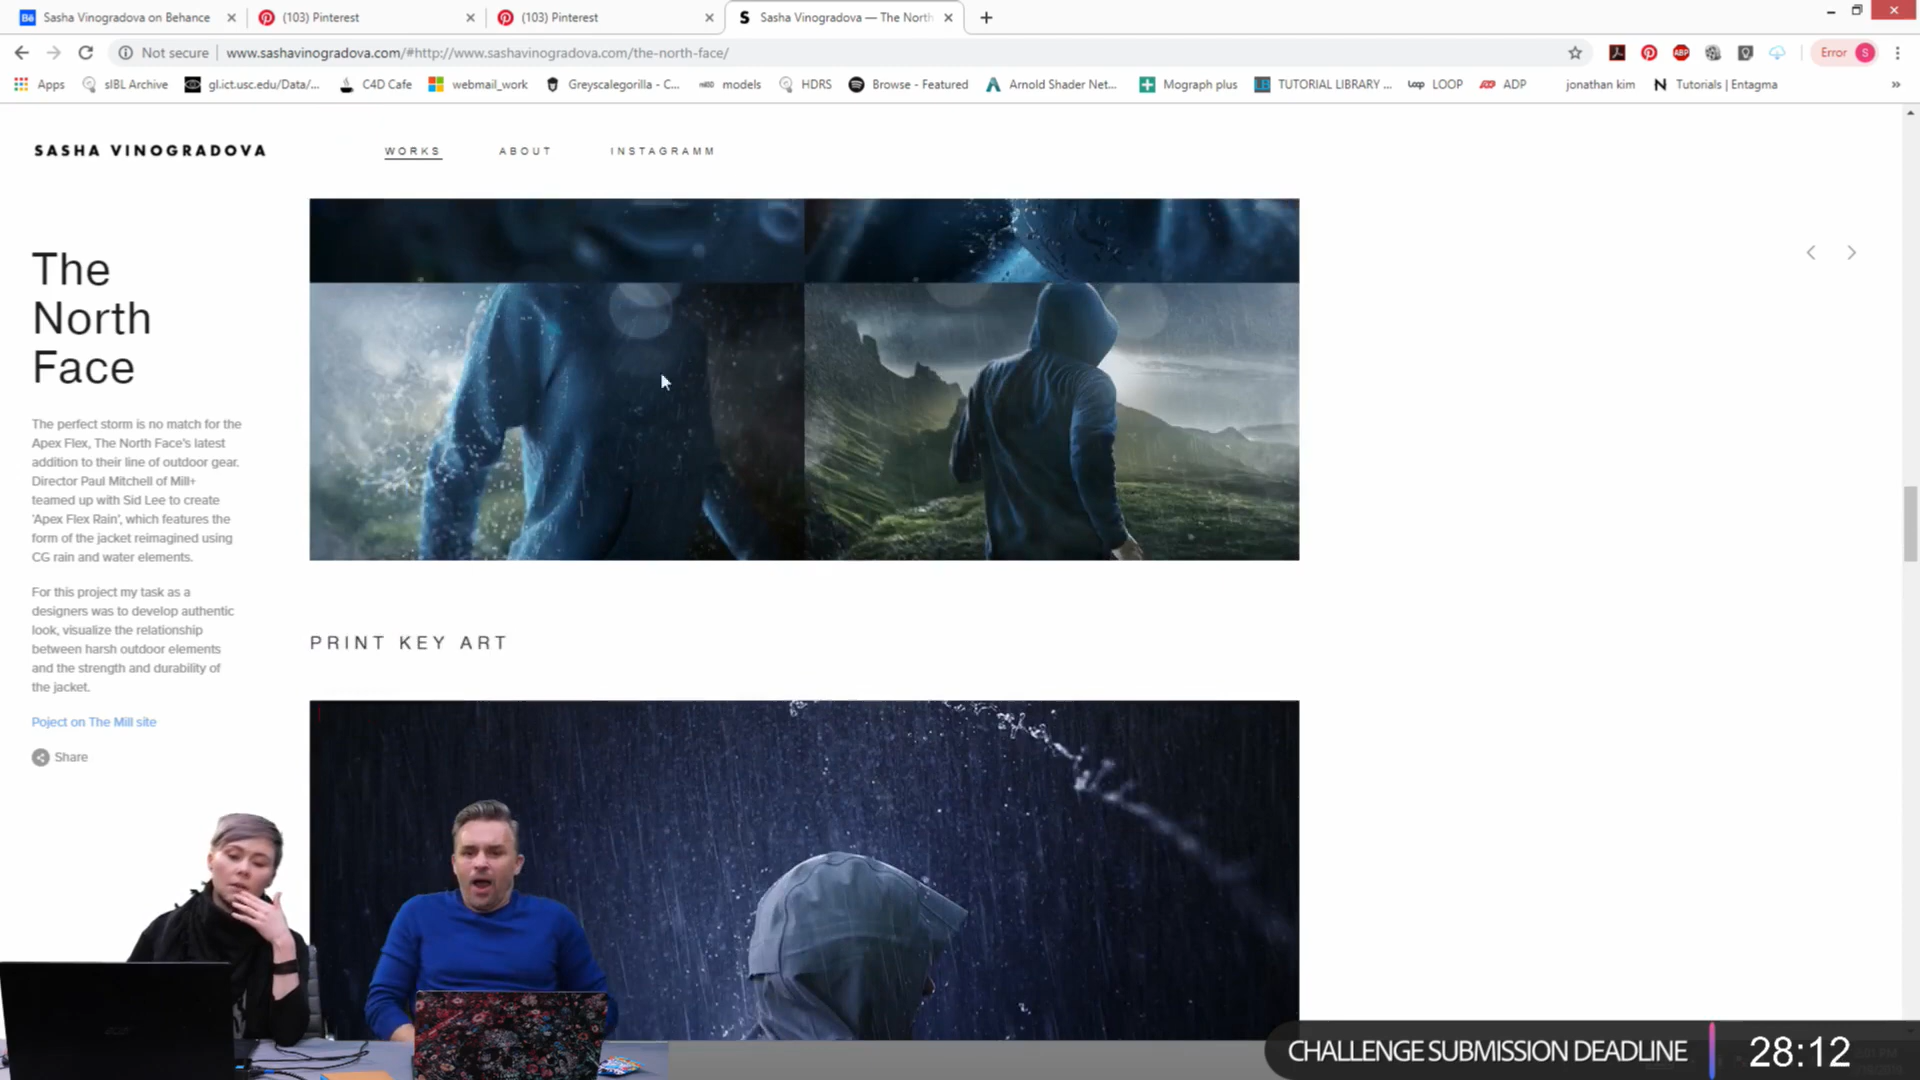 Bē Sasha Vinogradova on Behance
(103) Pinterest
(103) Pinterest
S Sasha Vinogradova — The North
Not secure www.sashavinogradova.com/#http://www.sashavinogradova.com/the-north-face/
ABP
Error S
Apps sIBL Archive gl.ict.usc.edu/Data/... C4D Cafe webmail_work Greyscalegorilla - C... models HDRS Browse - Featured Arnold Shader Net... Mograph plus TUTORIAL LIBRARY ... LOOP ADP jonathan kim Tutorials | Entagma »
SASHA VINOGRADOVA
WORKS ABOUT INSTAGRAMM
The
North
Face
The perfect storm is no match for the
Apex Flex, The North Face's latest
addition to their line of outdoor gear.
Director Paul Mitchell of Mill+
teamed up with Sid Lee to create
'Apex Flex Rain', which features the
form of the jacket reimagined using
CG rain and water elements.
For this project my task as a
designers was to develop authentic
look, visualize the relationship
between harsh outdoor elements
and the strength and durability of
the jacket.
Poject on The Mill site
Share
PRINT KEY ART
CHALLENGE SUBMISSION DEADLINE 28:12